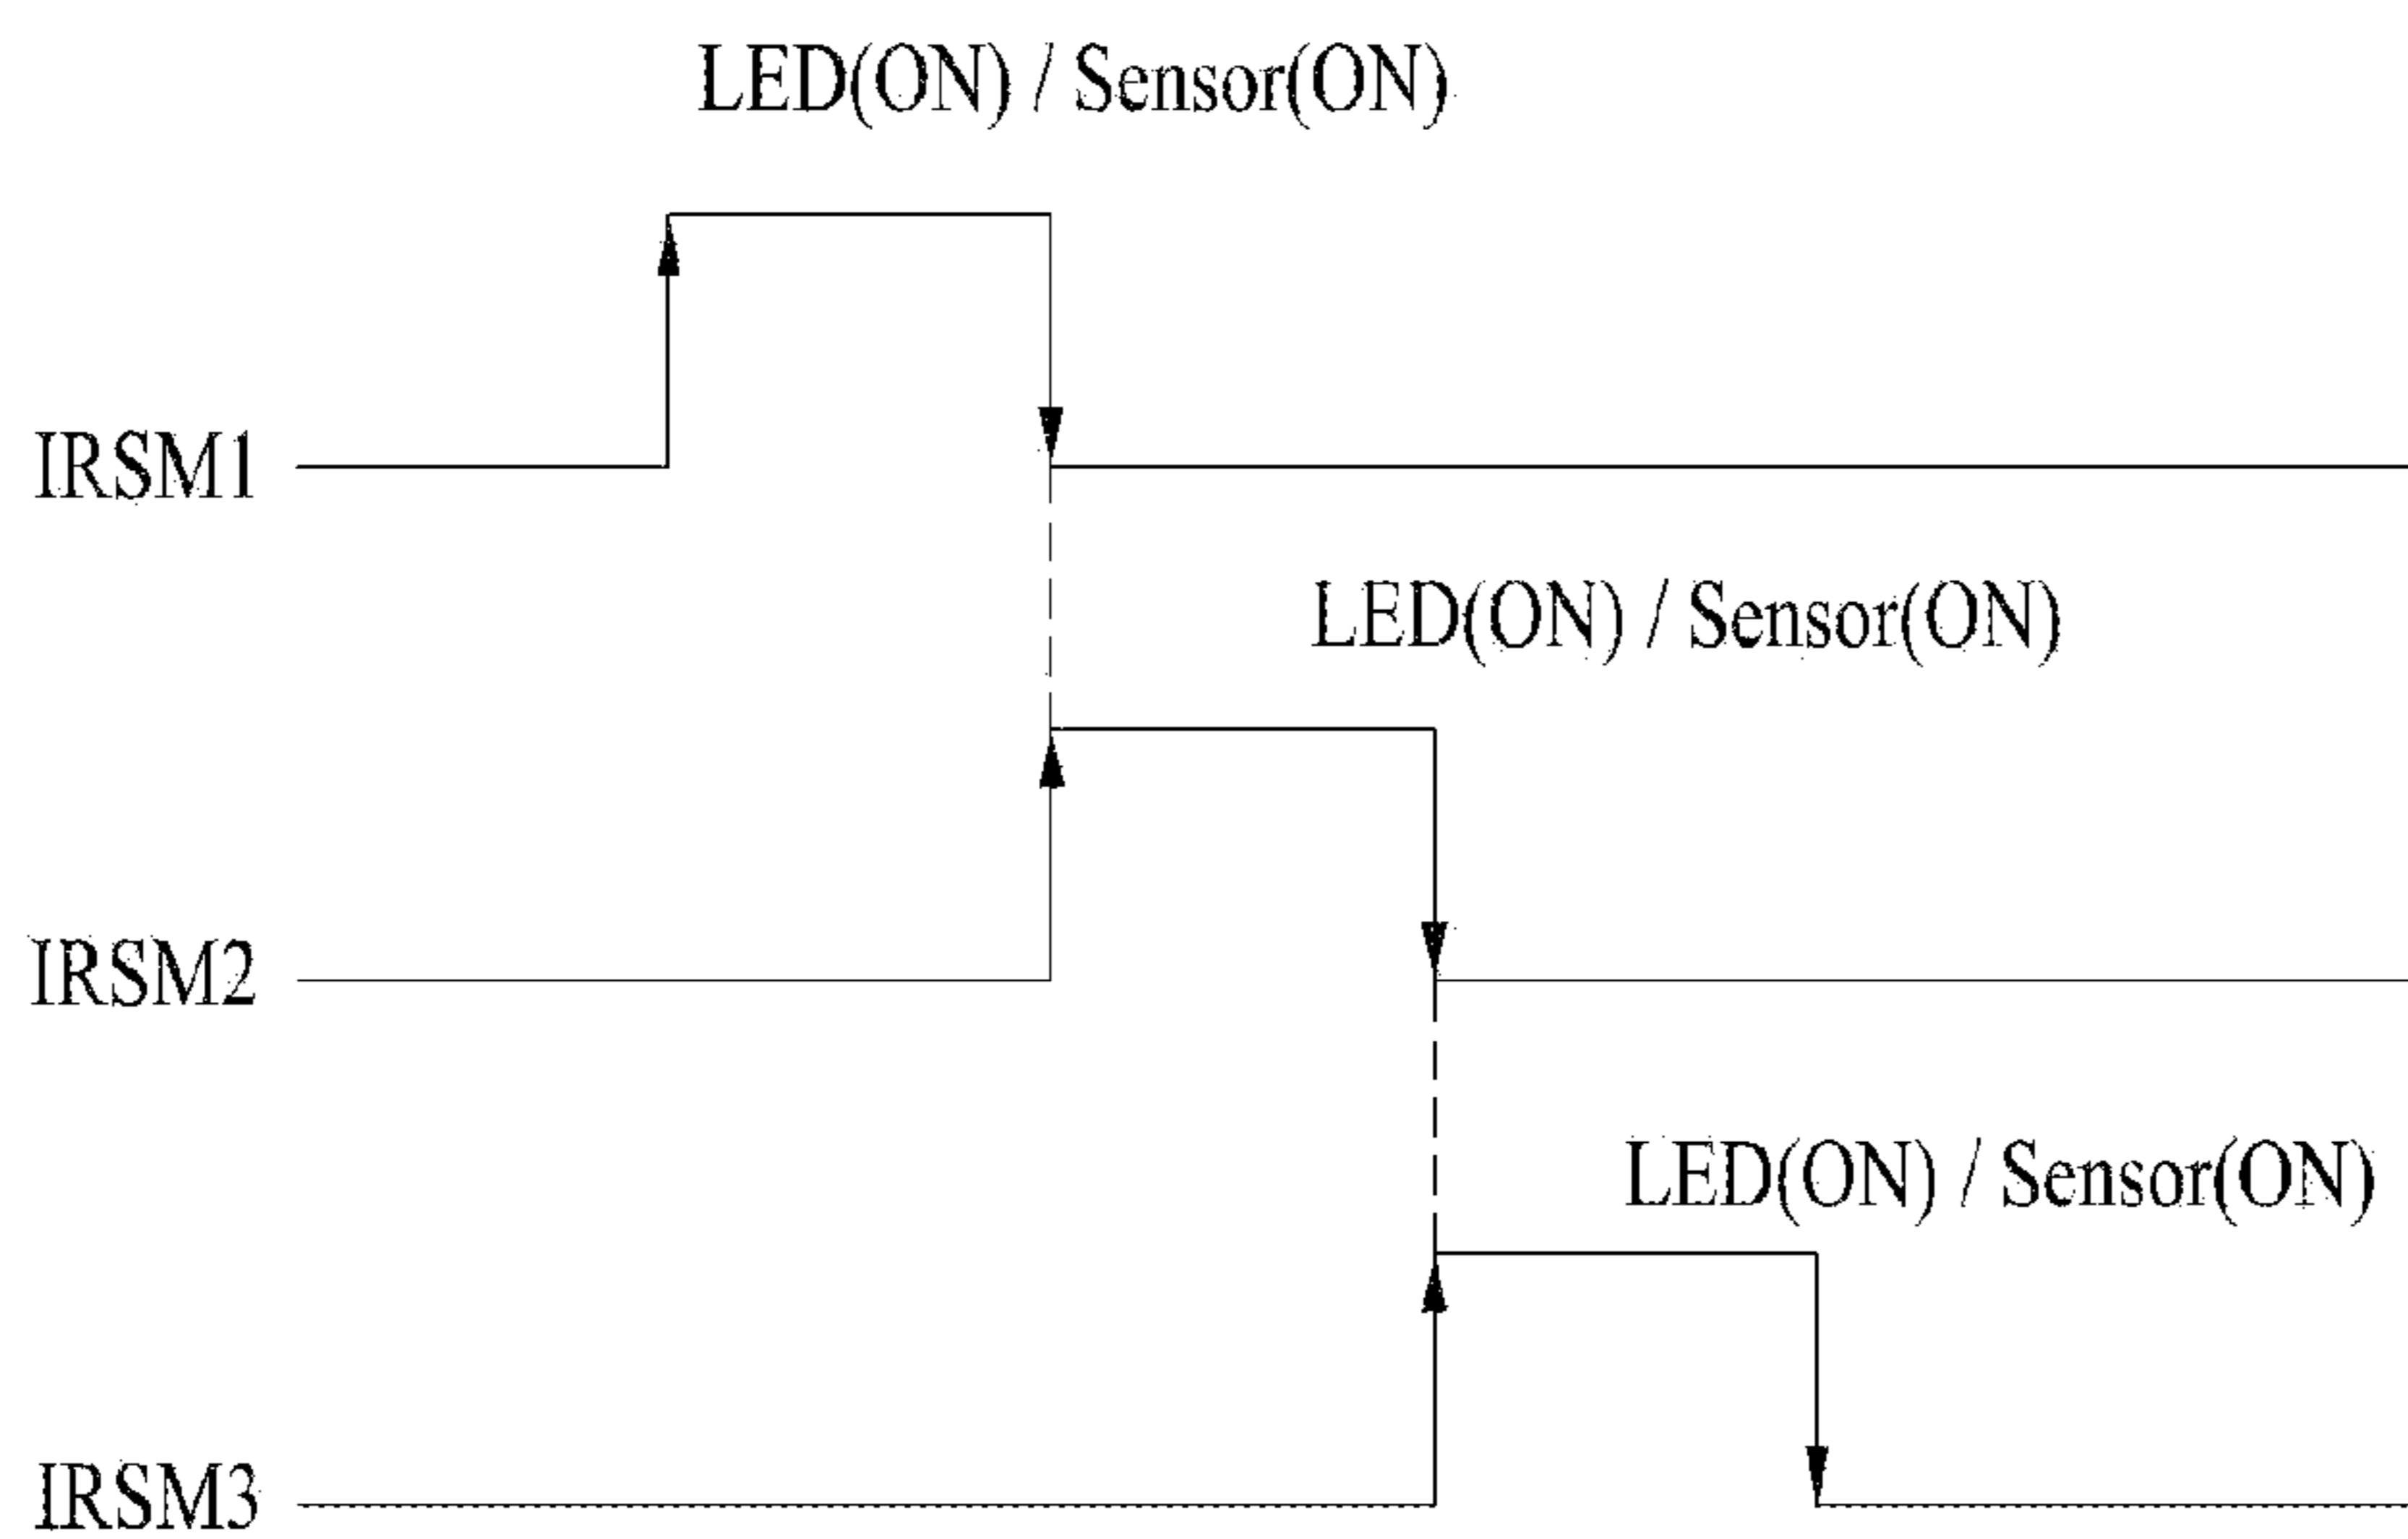 LED(ON) / Sensor(ON)
IRSM1
LED(ON) / Sensor(ON)
IRSM2
LED(ON) / Sensor(ON)
IRSM3